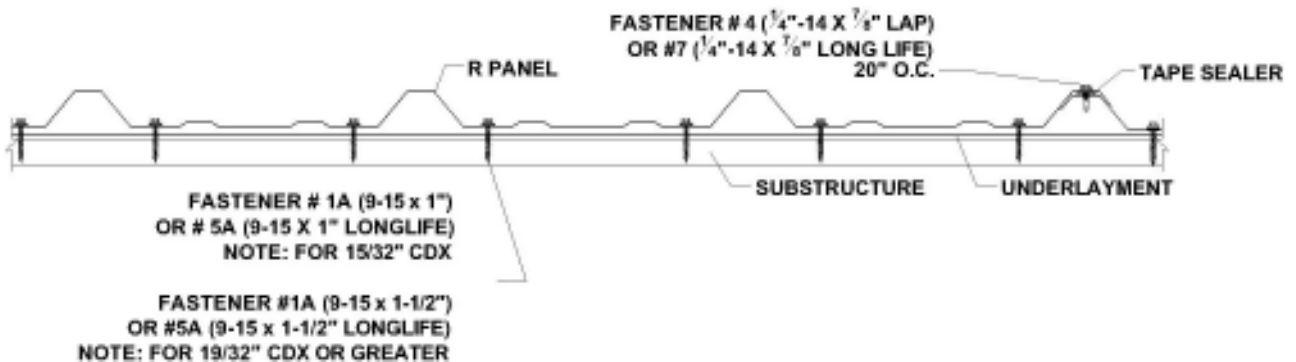 FASTENER # 4 (¼"-14 X ⅞" LAP)
OR #7 (¼"-14 X ⅞" LONG LIFE)
20" O.C.
R PANEL
TAPE SEALER
SUBSTRUCTURE
UNDERLAYMENT
FASTENER # 1A (9-15 x 1")
OR # 5A (9-15 X 1" LONGLIFE)
NOTE: FOR 15/32" CDX
FASTENER #1A (9-15 x 1-1/2")
OR #5A (9-15 x 1-1/2" LONGLIFE)
NOTE: FOR 19/32" CDX OR GREATER